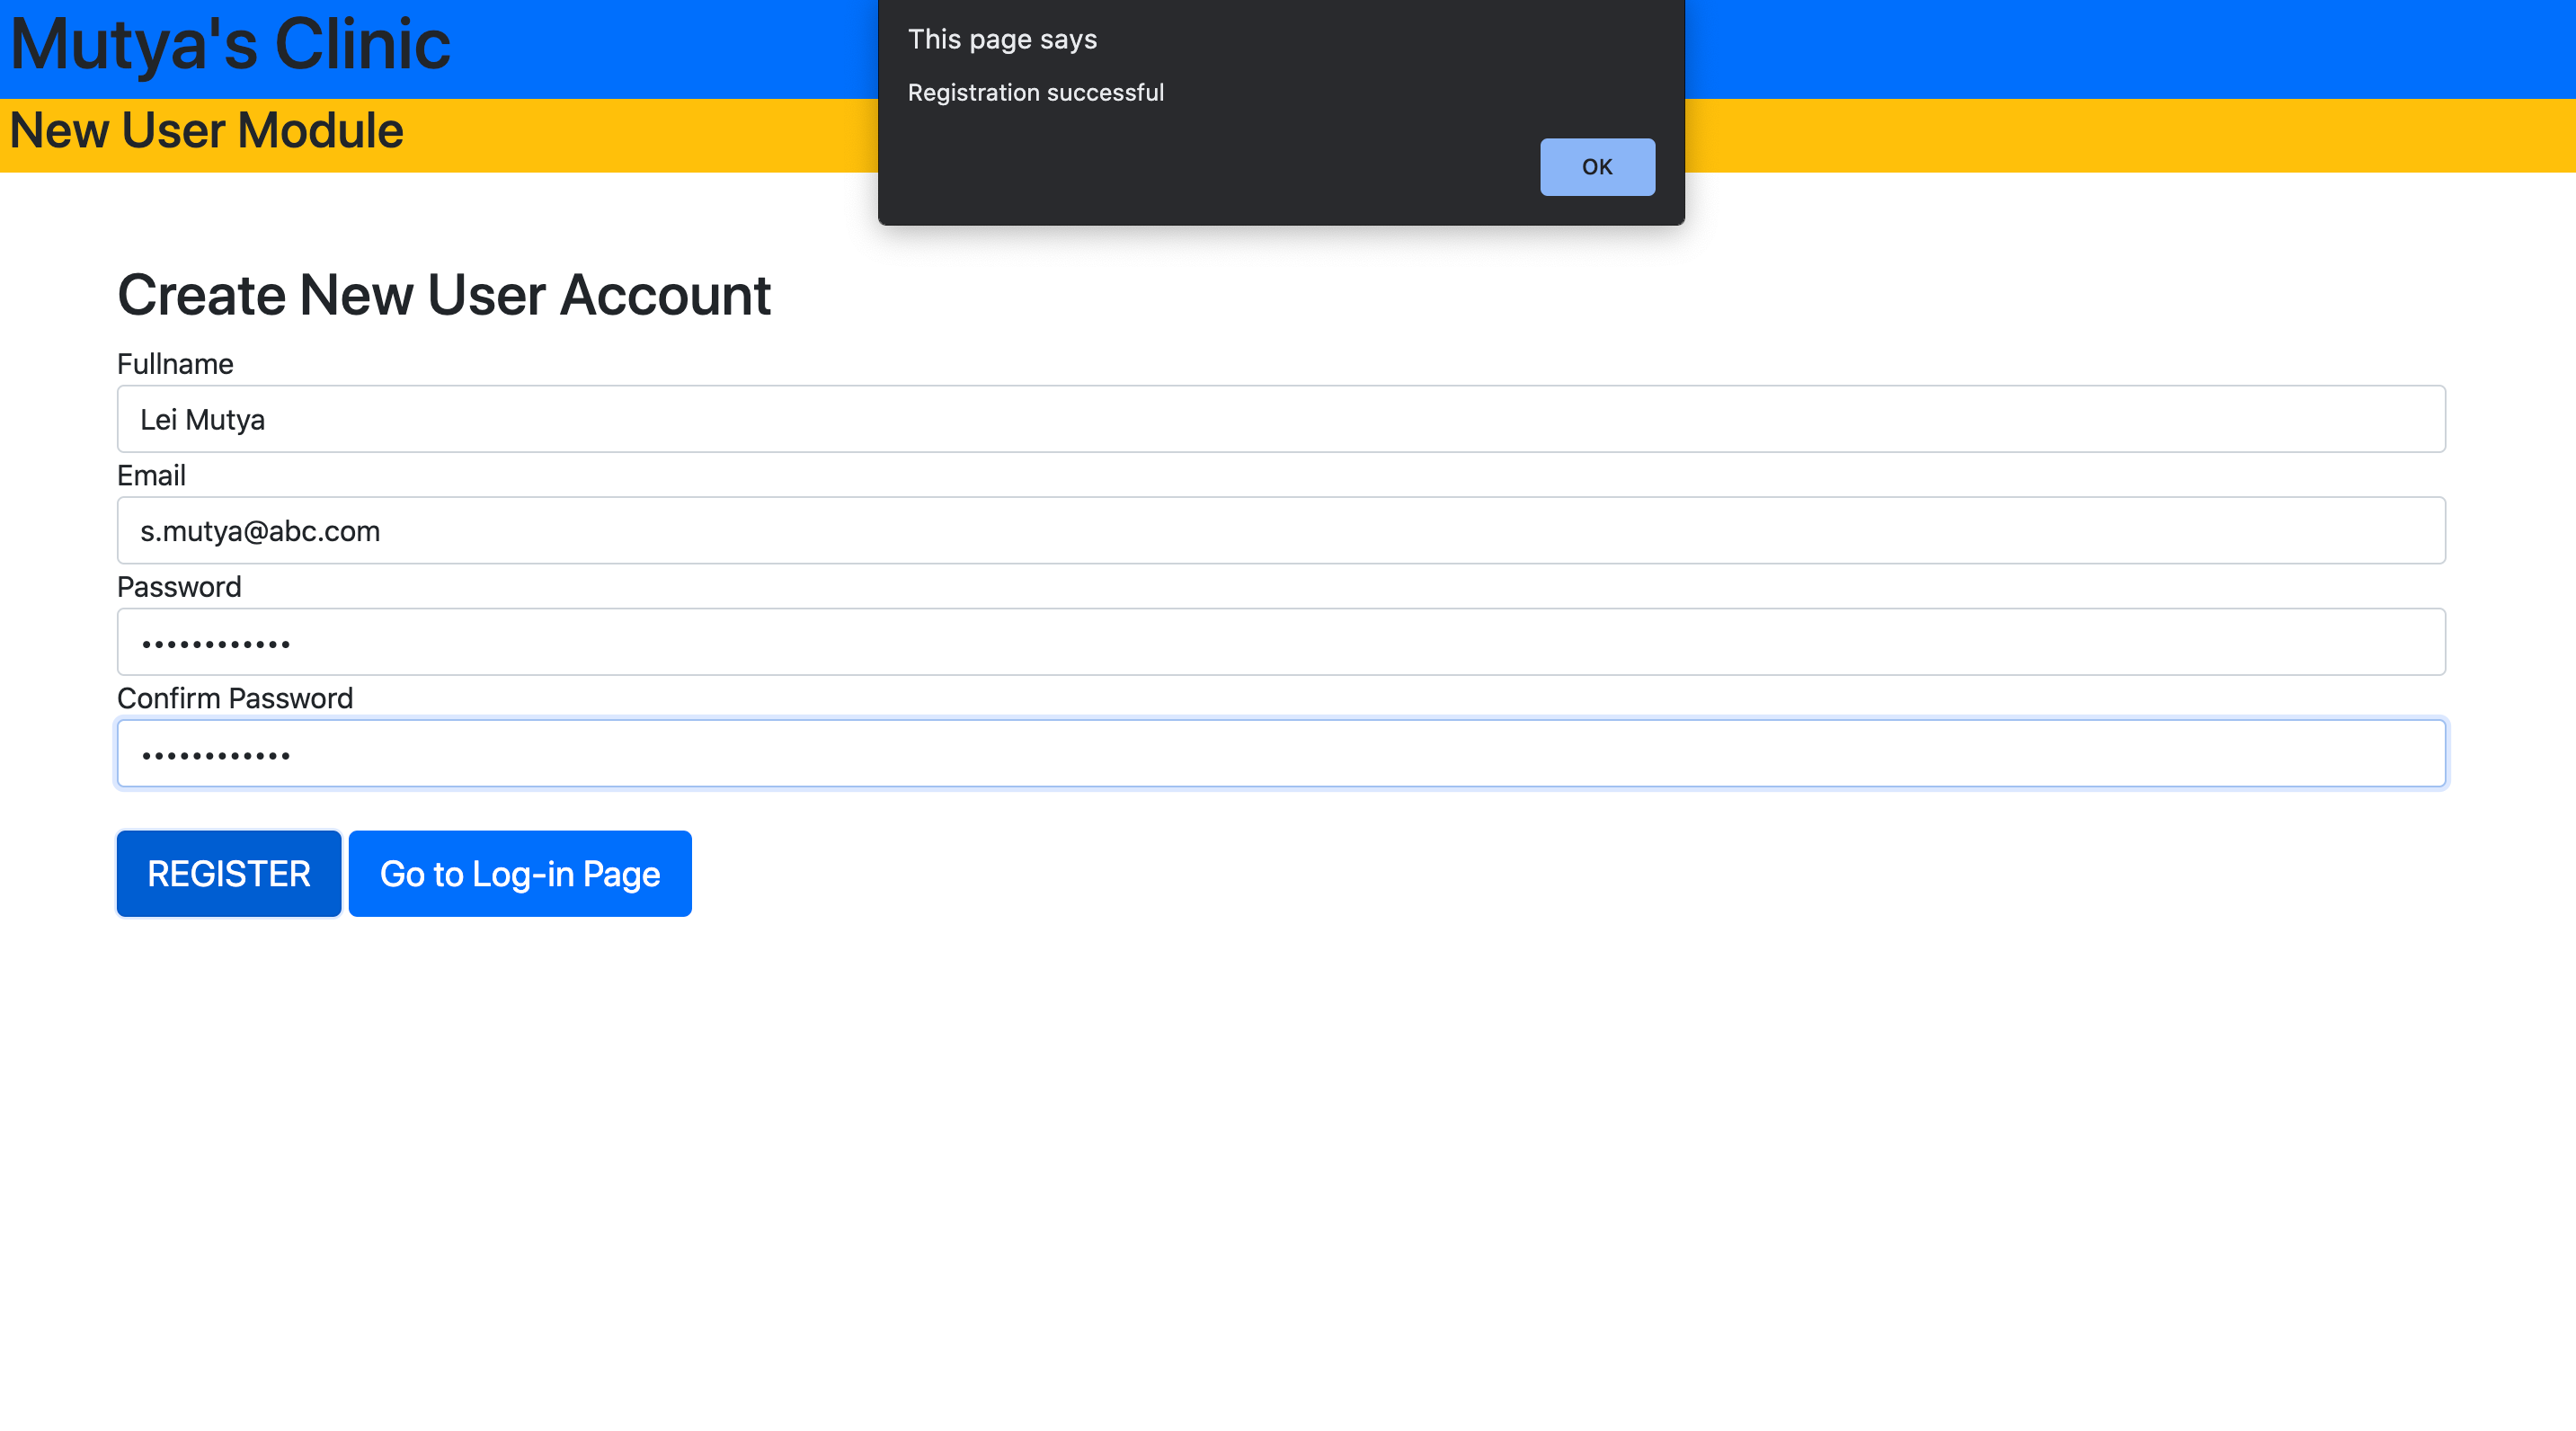 Mutya's Clinic
This page says
Registration successful
OK
New User Module
Create New User Account
Fullname
Lei Mutya
Email
s.mutya@abc.com
Password
••••••••••••
Confirm Password
••••••••••••
REGISTER
Go to Log-in Page